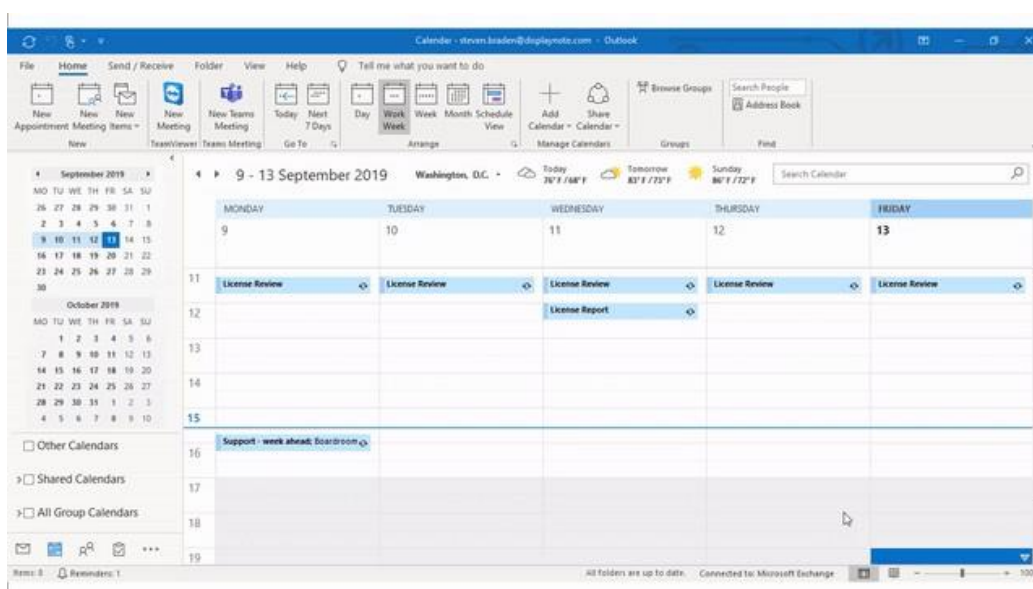 Calendar - steven.braden@displaynote.com - Outlook
File Home Send / Receive Folder View Help Tell me what you want to do
New Appointment
New Meeting
New Items
New
New Meeting
TeamViewer
New Teams Meeting
Teams Meeting
Today
Next 7 Days
Go To
Day
Work Week
Week
Month
Schedule View
Arrange
Add Calendar
Share Calendar
Manage Calendars
Browse Groups
Groups
Search People
Address Book
Find
September 2019
MO TU WE TH FR SA SU
26 27 28 29 30 31 1
2 3 4 5 6 7 8
9 10 11 12 13 14 15
16 17 18 19 20 21 22
23 24 25 26 27 28 29
30
October 2019
MO TU WE TH FR SA SU
1 2 3 4 5 6
7 8 9 10 11 12 13
14 15 16 17 18 19 20
21 22 23 24 25 26 27
28 29 30 31 1 2 3
4 5 6 7 8 9 10
Other Calendars
Shared Calendars
All Group Calendars
9 - 13 September 2019
Washington, D.C.
Today
76°F/68°F
Tomorrow
83°F/73°F
Sunday
86°F/72°F
Search Calendar
MONDAY TUESDAY WEDNESDAY THURSDAY FRIDAY
9 10 11 12 13
11
License Review License Review License Review License Review License Review
12
License Report
13
14
15
Support - week ahead; Boardroom
16
17
18
19
Items: 8 Reminders: 1
All folders are up to date. Connected to: Microsoft Exchange